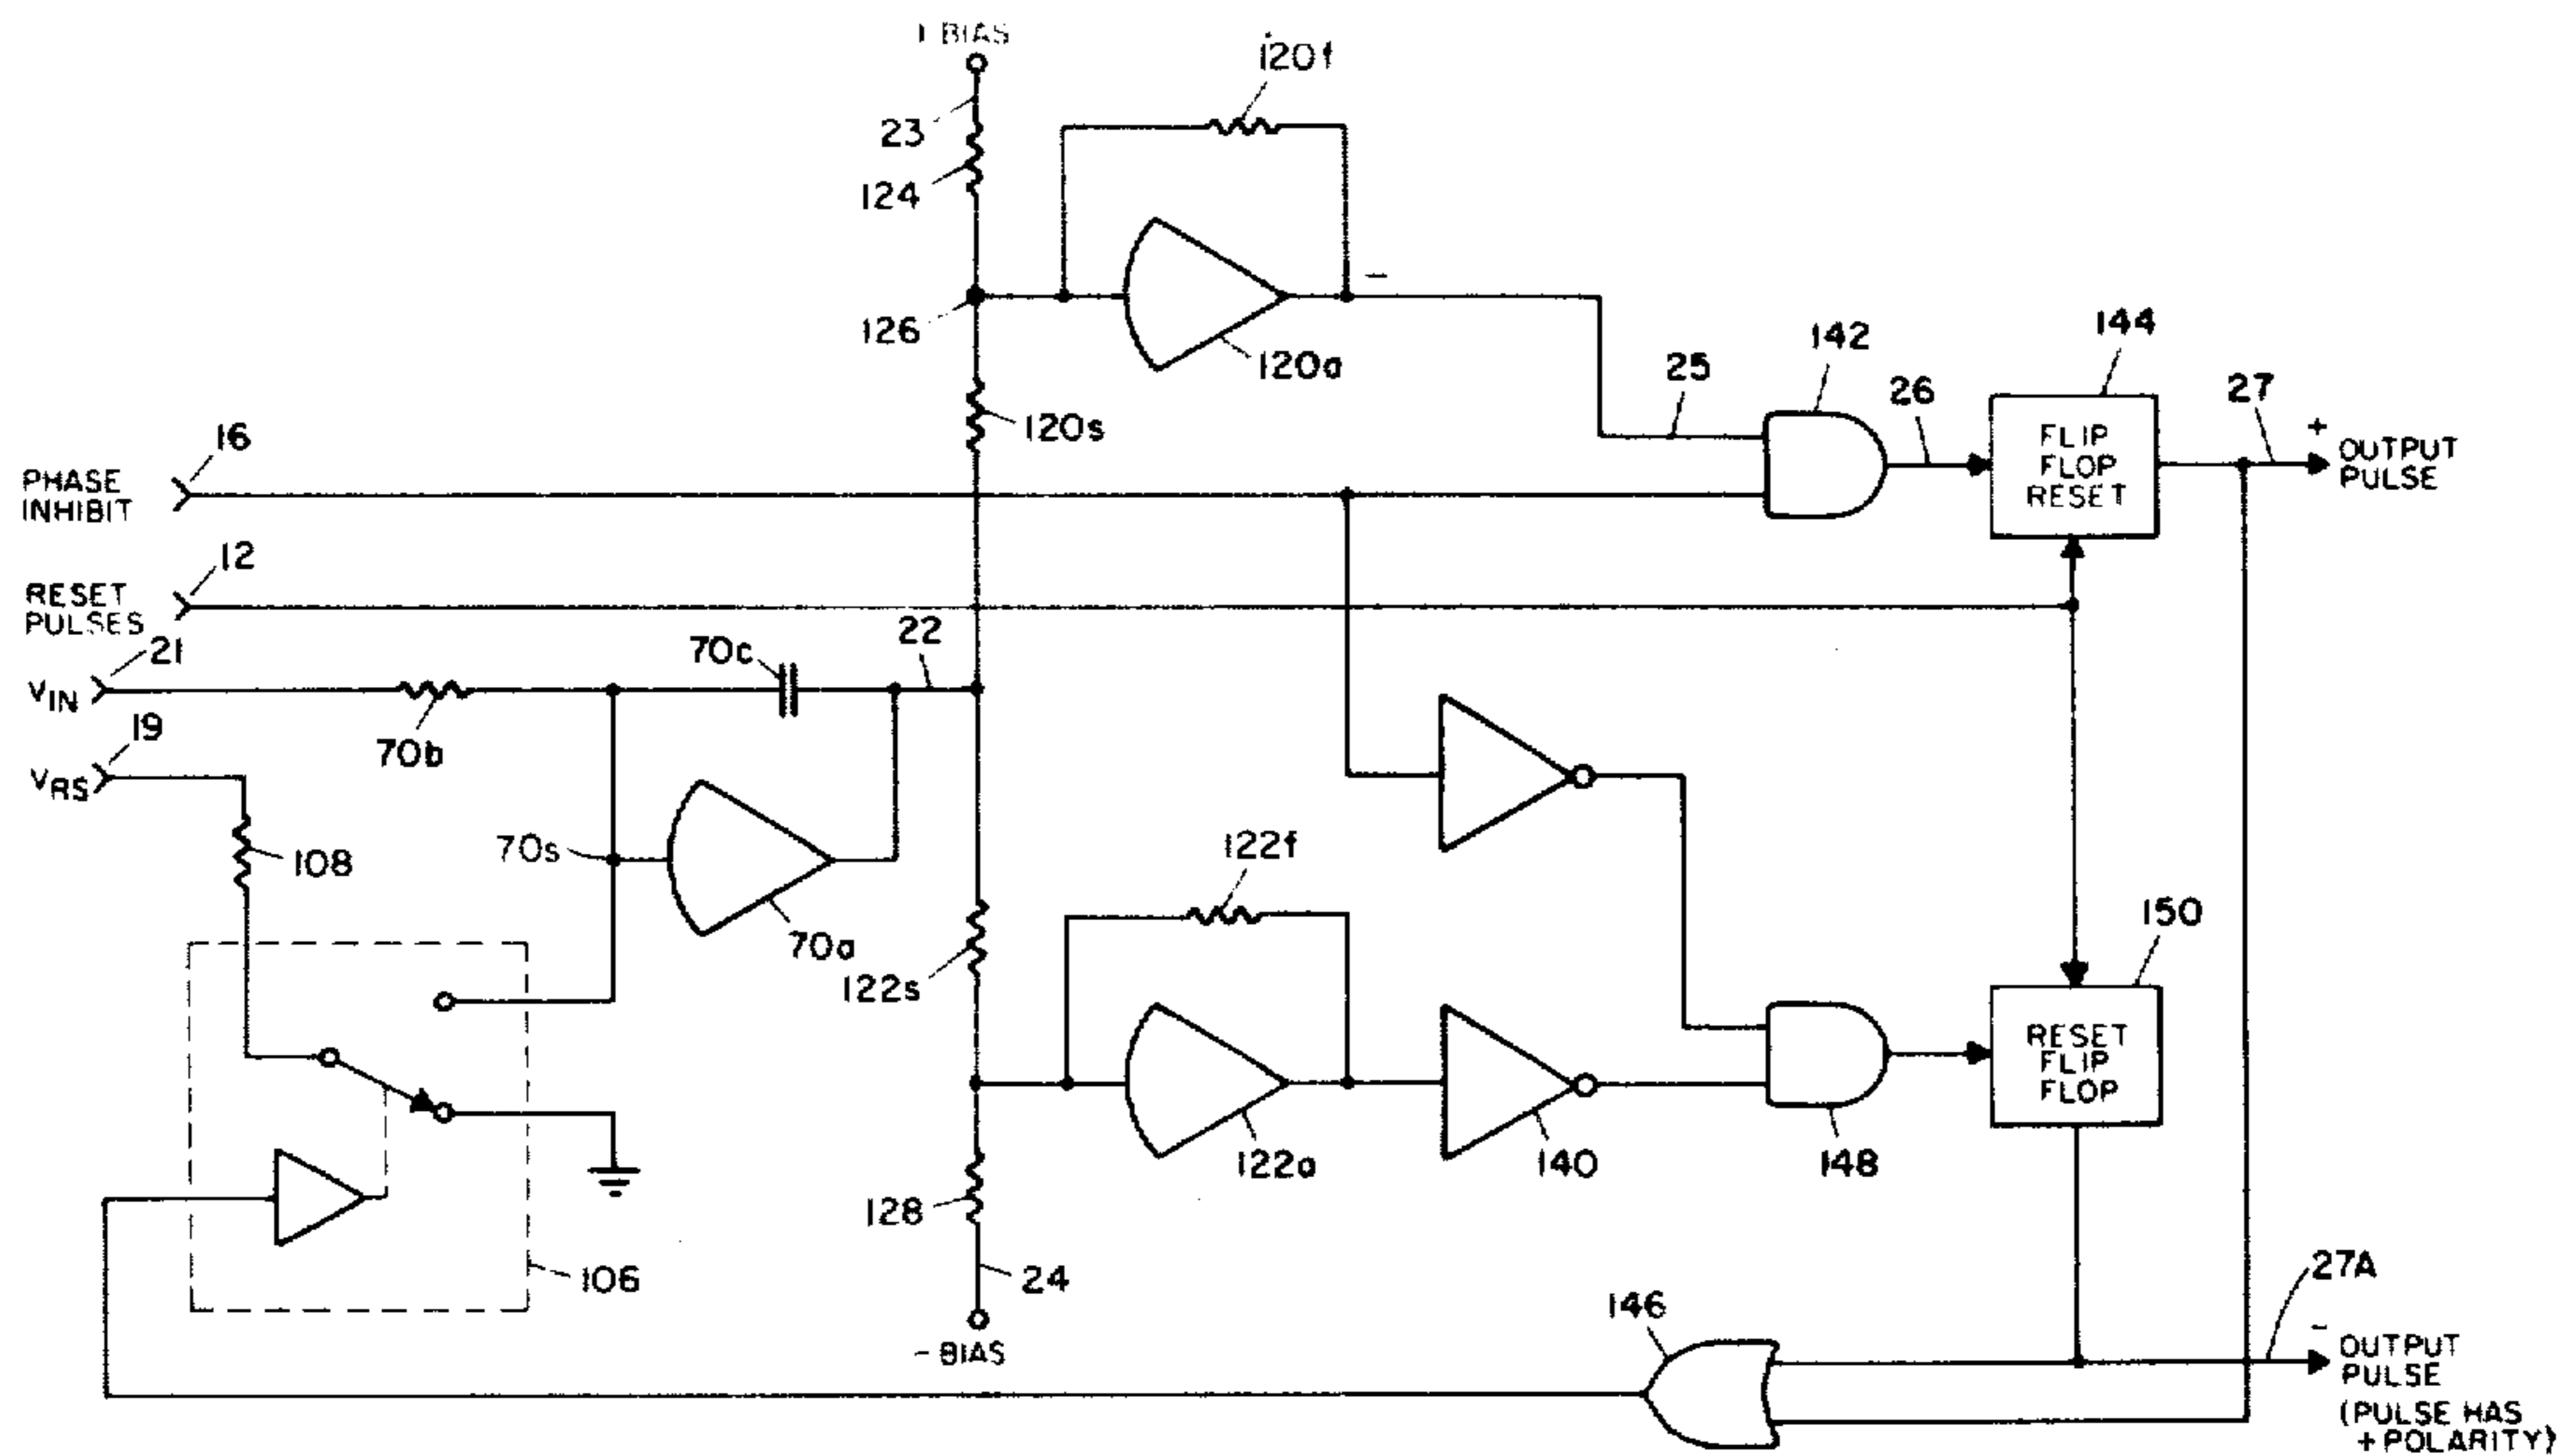 + BIAS
120f
23
124
126
120a
120s
–
25
142
26
144
27
FLIP
FLOP
RESET
+
OUTPUT
PULSE
16
PHASE
INHIBIT
12
RESET
PULSES
21
VIN
70b
70c
22
19
VRS
108
70s
70a
122s
122f
122a
140
148
150
RESET
FLIP
FLOP
106
128
24
- BIAS
146
27A
–
OUTPUT
PULSE
(PULSE HAS
+ POLARITY)